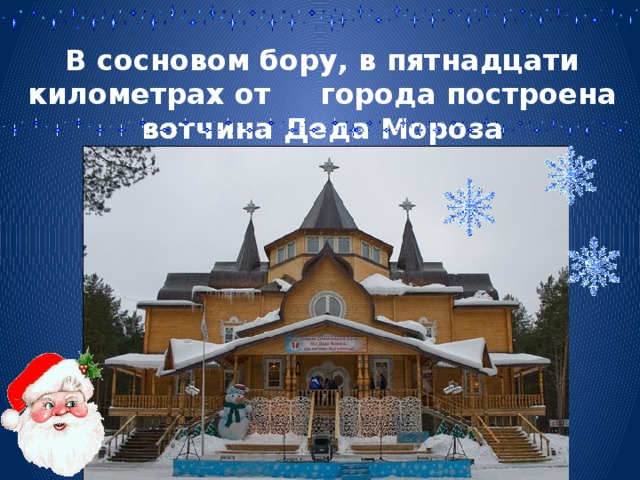 В сосновом бору, в пятнадцати
километрах от города построена
вотчина Деда Мороза